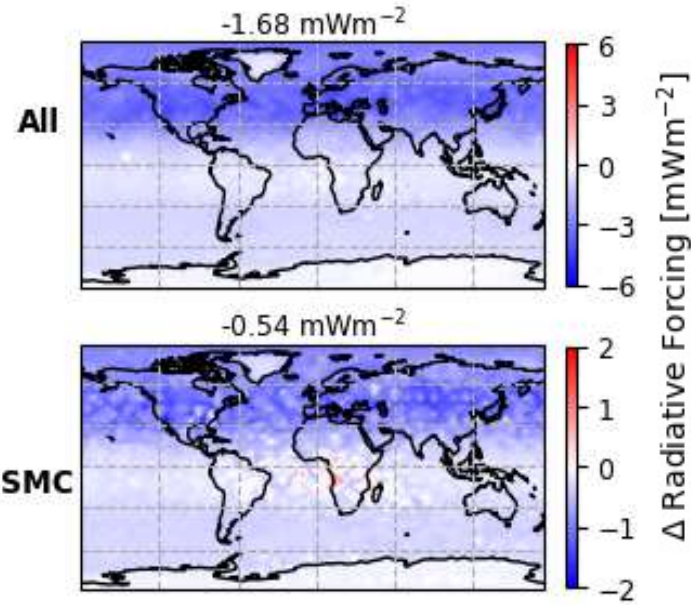 -1.68 mWm⁻²
All
6
3
0
−3
−6
Δ Radiative Forcing [mWm⁻²]
-0.54 mWm⁻²
SMC
2
1
0
−1
−2